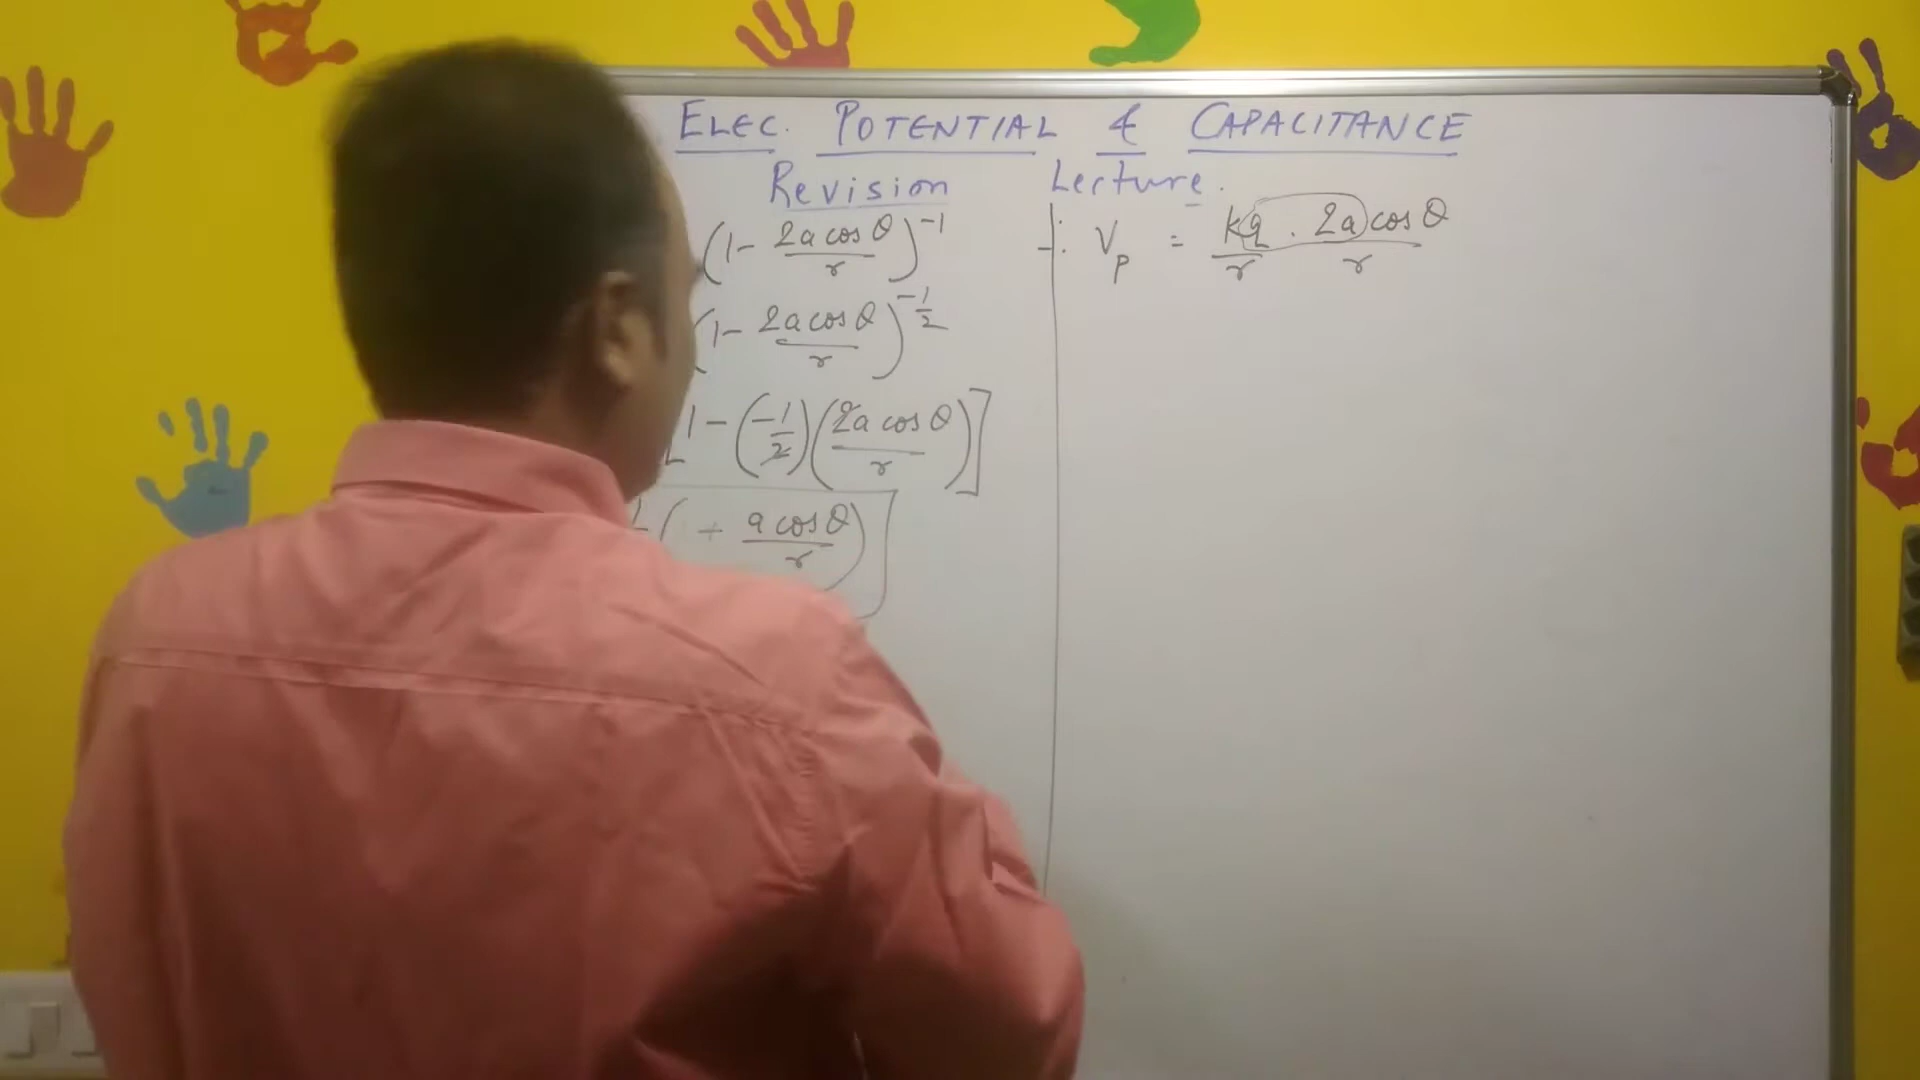 ELEC. POTENTIAL & CAPACITANCE
Revision Lecture.
(1 - 2a cos θ / r)^-1
(1 - 2a cos θ / r)^-1/2
1 - (-1/2)(2a cos θ / r)]
( + a cos θ / r)
∴ Vp = kq/r . 2a cos θ / r